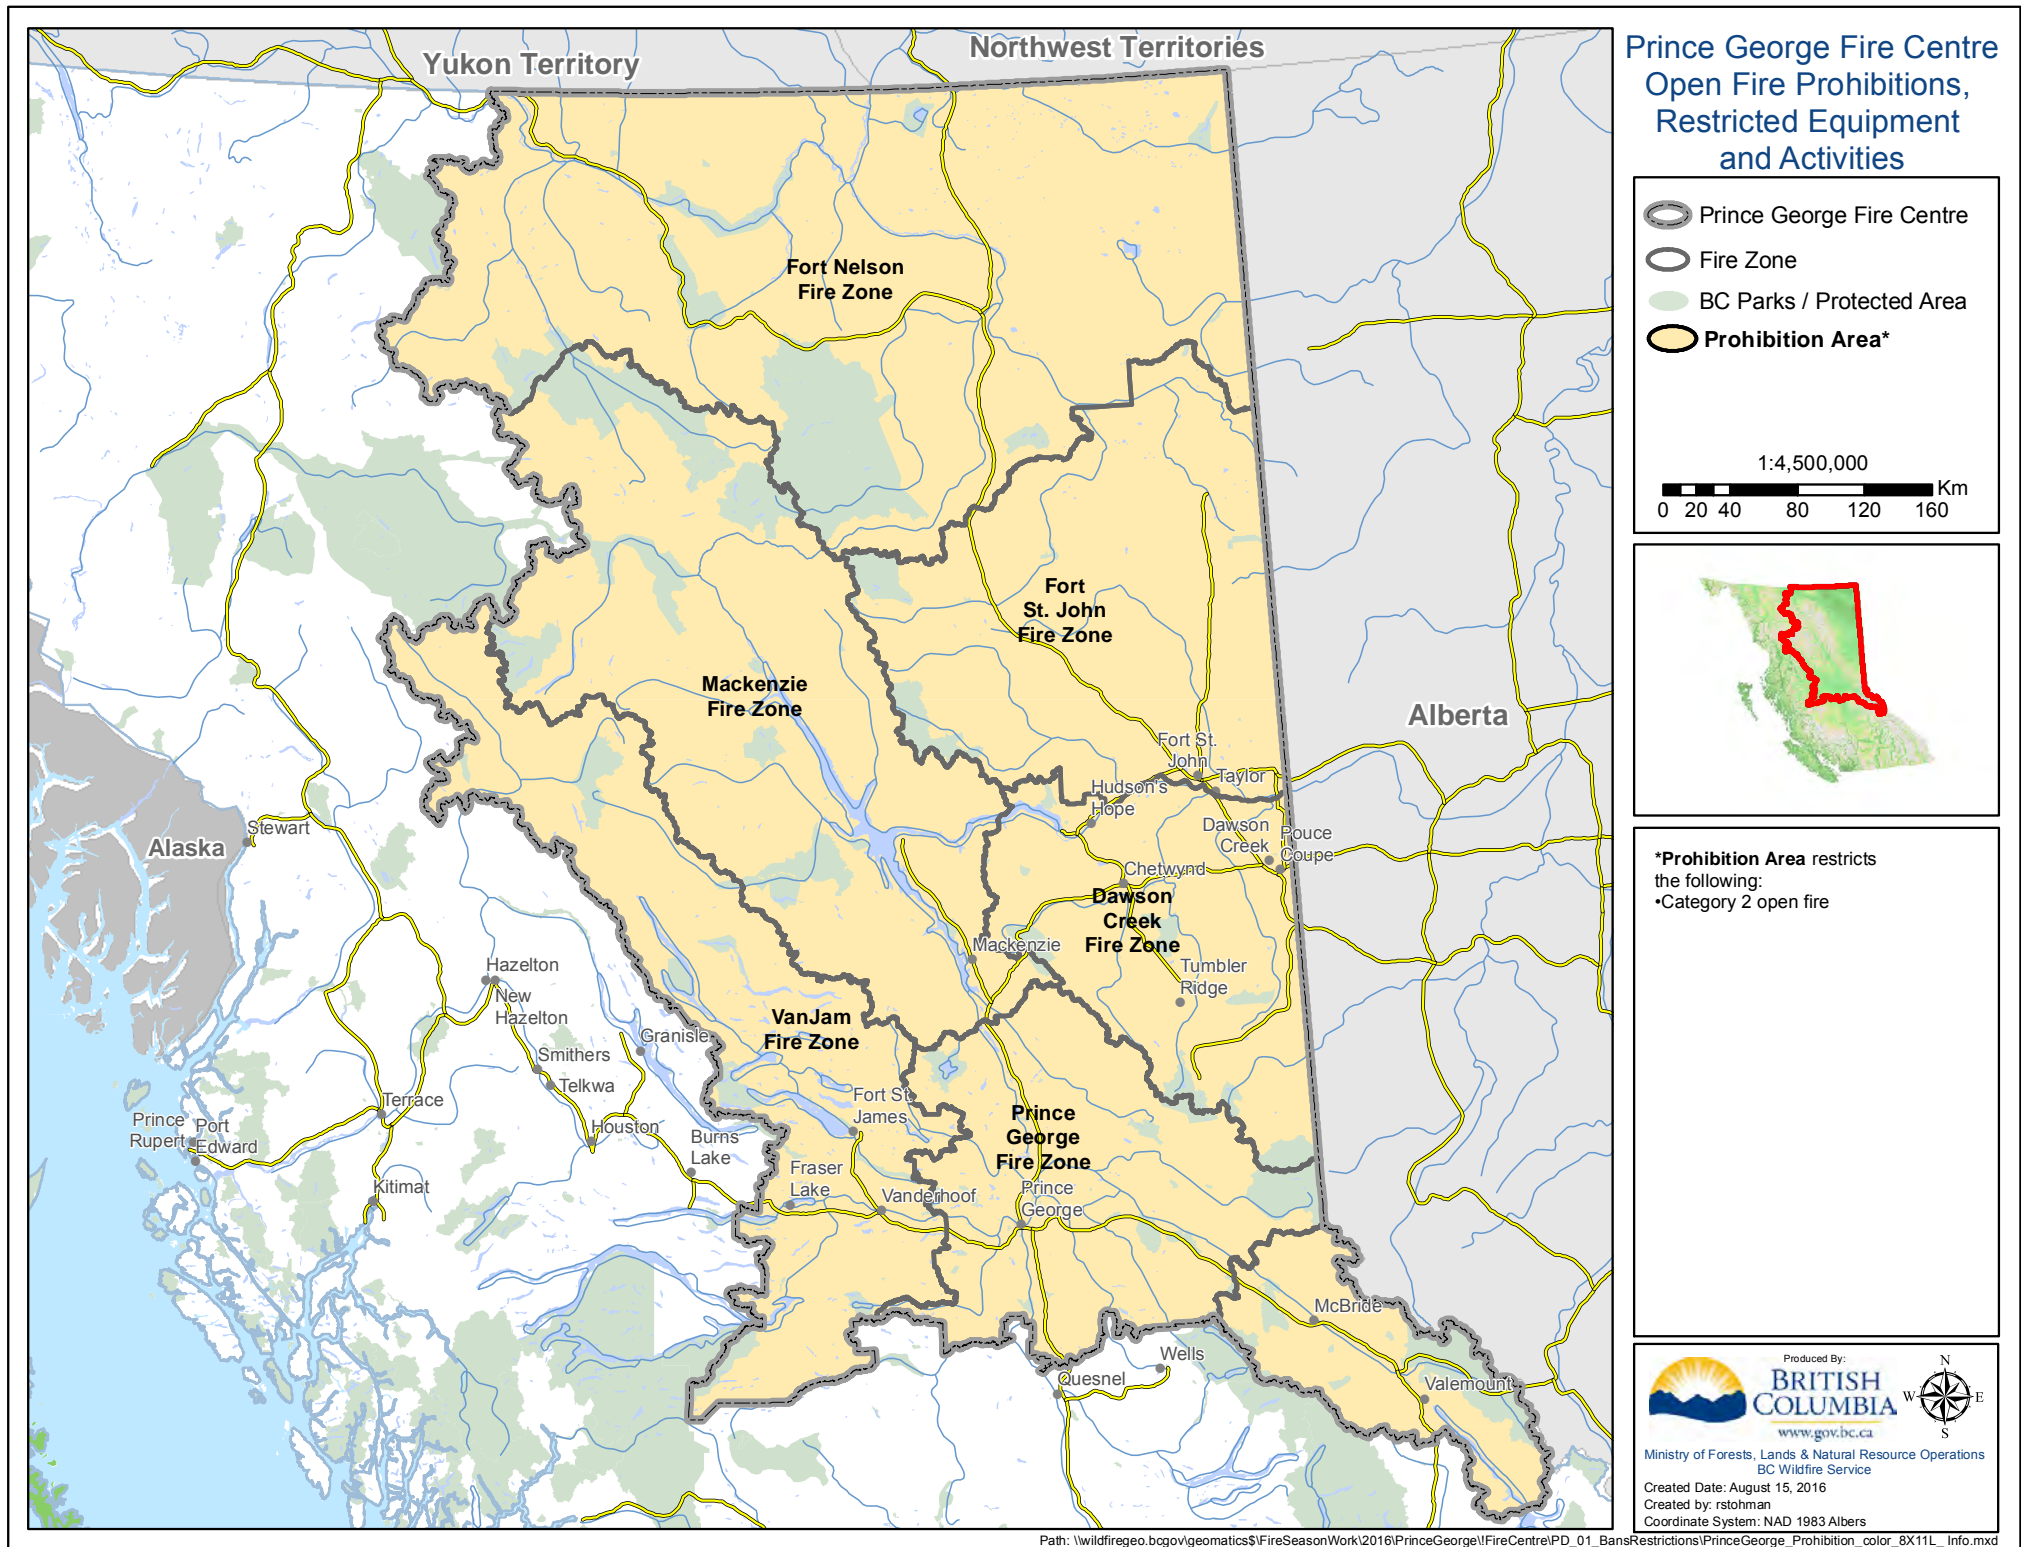 Prince George Fire Centre
Open Fire Prohibitions,
Restricted Equipment
and Activities
Prince George Fire Centre
Fire Zone
BC Parks / Protected Area
Prohibition Area*
1:4,500,000
Km
0 20 40 80 120 160
*Prohibition Area restricts
the following:
•Category 2 open fire
Produced By:
BRITISH
COLUMBIA
www.gov.bc.ca
N
W E
S
Ministry of Forests, Lands & Natural Resource Operations
BC Wildfire Service
Created Date: August 15, 2016
Created by: rstohman
Coordinate System: NAD 1983 Albers
Yukon Territory
Northwest Territories
Fort Nelson
Fire Zone
Fort
St. John
Fire Zone
Mackenzie
Fire Zone
Alberta
Fort St.
John
Taylor
Hudson's
Hope
Dawson
Creek
Pouce
Coupe
Stewart
Alaska
Chetwynd
Dawson
Creek
Fire Zone
Mackenzie
Tumbler
Ridge
Hazelton
New
Hazelton
VanJam
Fire Zone
Granisle
Smithers
Telkwa
Fort St.
James
Terrace
Prince
Rupert
Port
Edward
Houston
Burns
Lake
Prince
George
Fire Zone
Fraser
Lake
Kitimat
Vanderhoof
Prince
George
McBride
Wells
Quesnel
Valemount
Path: \\wildfiregeo.bcgov\geomatics$\FireSeasonWork\2016\PrinceGeorge\!FireCentre\PD_01_BansRestrictions\PrinceGeorge_Prohibition_color_8X11L_ Info.mxd